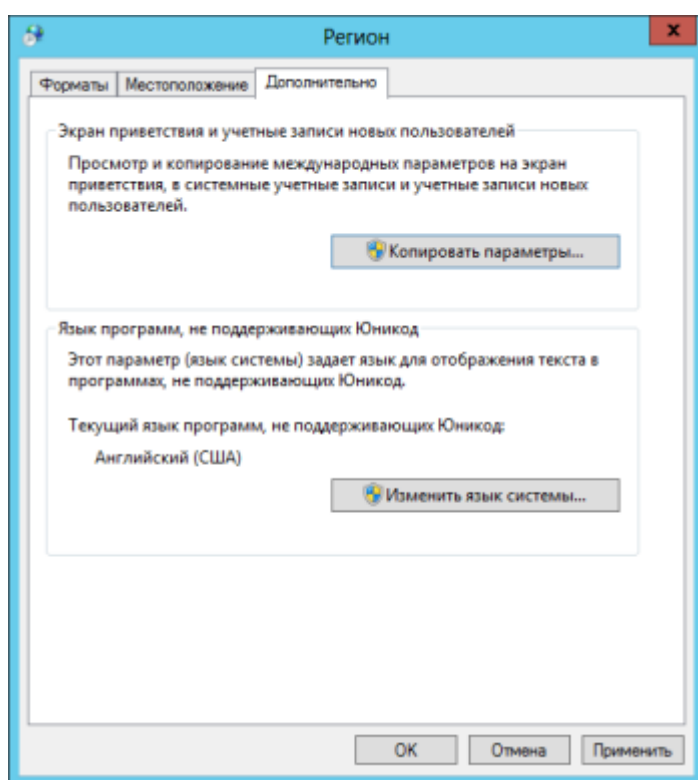 Регион
Форматы Местоположение Дополнительно
Экран приветствия и учетные записи новых пользователей
Просмотр и копирование международных параметров на экран
приветствия, в системные учетные записи и учетные записи новых
пользователей.
Копировать параметры...
Язык программ, не поддерживающих Юникод
Этот параметр (язык системы) задает язык для отображения текста в
программах, не поддерживающих Юникод.
Текущий язык программ, не поддерживающих Юникод:
Английский (США)
Изменить язык системы...
ОК Отмена Применить